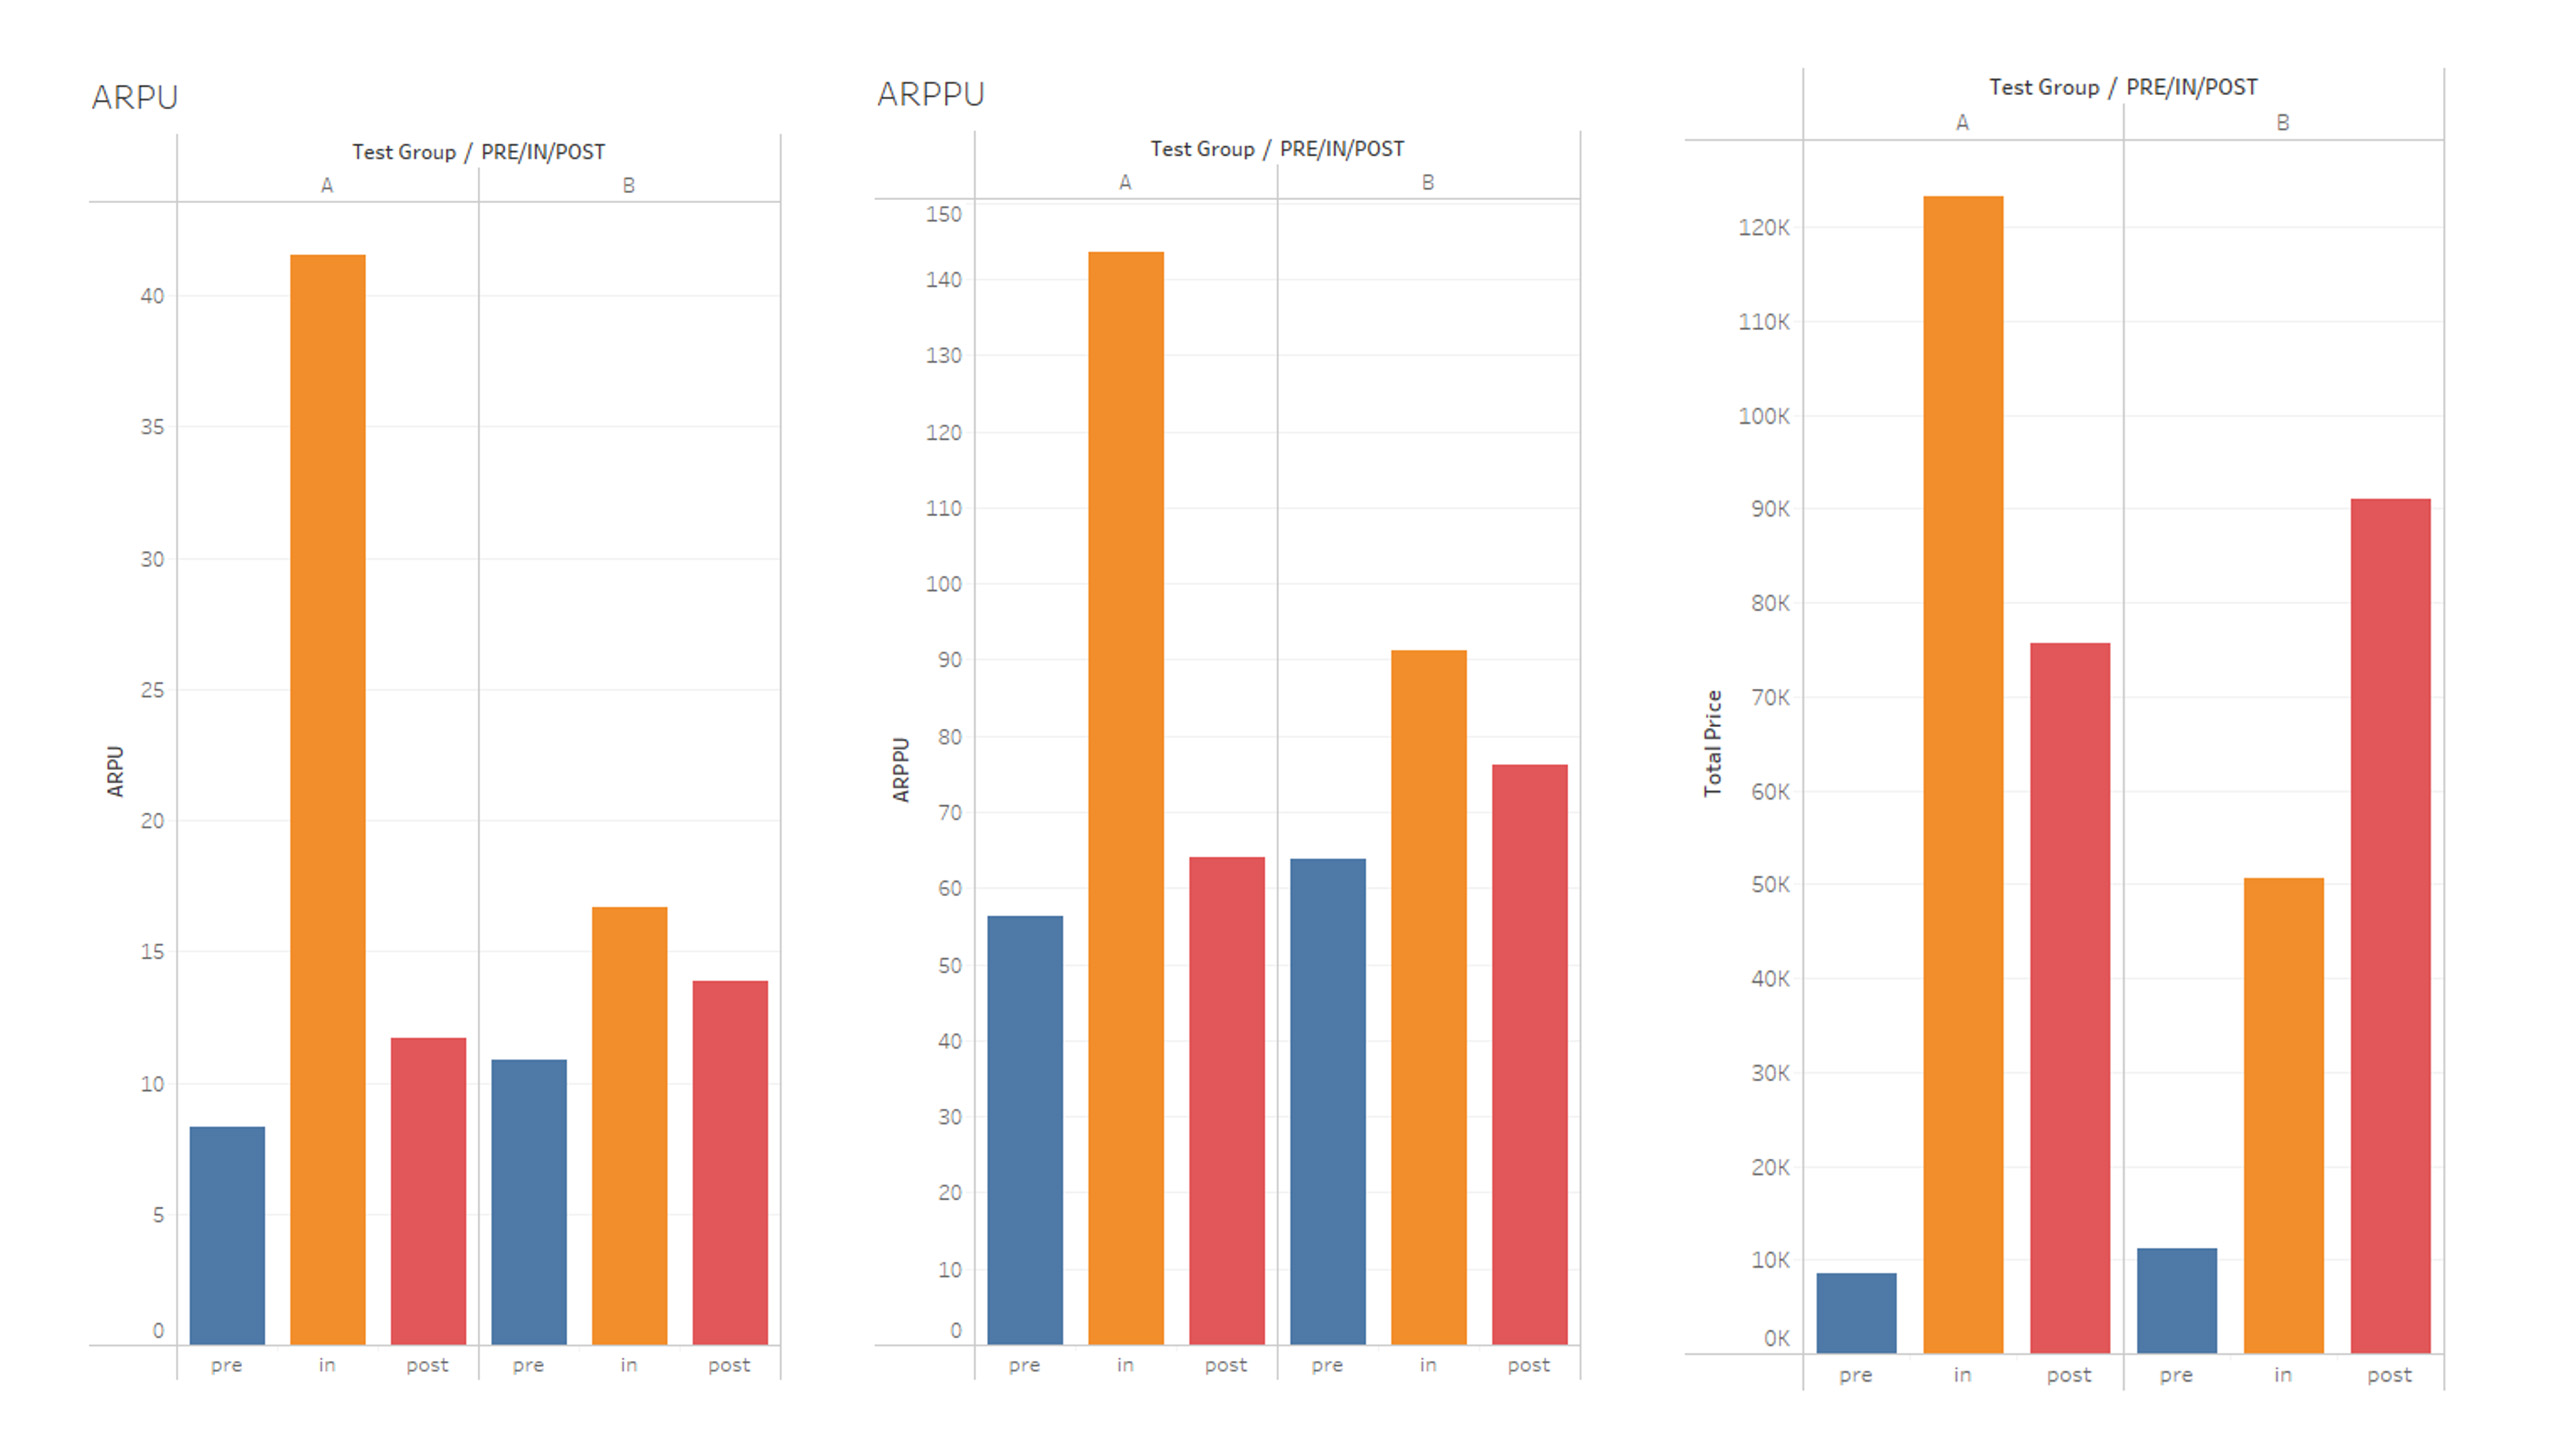 ARPU
Test Group / PRE/IN/POST
A B
40
35
30
25
20
15
10
5
0
ARPU
pre in post pre in post
ARPPU
Test Group / PRE/IN/POST
A B
150
140
130
120
110
100
90
80
70
60
50
40
30
20
10
0
ARPPU
pre in post pre in post
Test Group / PRE/IN/POST
A B
120K
110K
100K
90K
80K
70K
60K
50K
40K
30K
20K
10K
0K
Total Price
pre in post pre in post